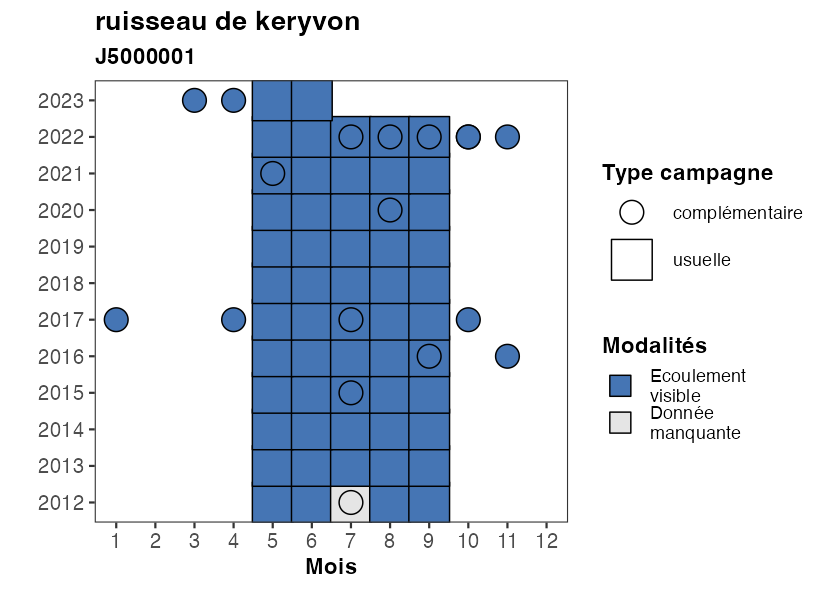 ruisseau de keryvon
J5000001
2023
2022
2021
2020
2019
2018
2017
2016
2015
2014
2013
2012
1 2 3 4 5 6 7 8 9 10 11 12
Mois
Type campagne
complémentaire
usuelle
Modalités
Ecoulement
visible
Donnée
manquante